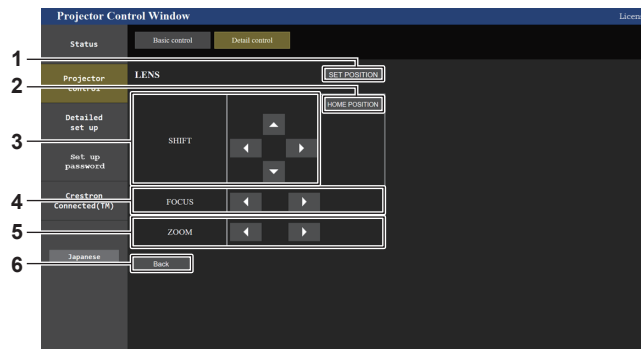 Projector Control Window
Licen
Status
Basic control
Detail control
1
Projector
control
LENS
SET POSITION
2
HOME POSITION
Detailed
set up
3
SHIFT
Set up
password
Crestron
Connected(TM)
4
FOCUS
5
ZOOM
Japanese
6
Back